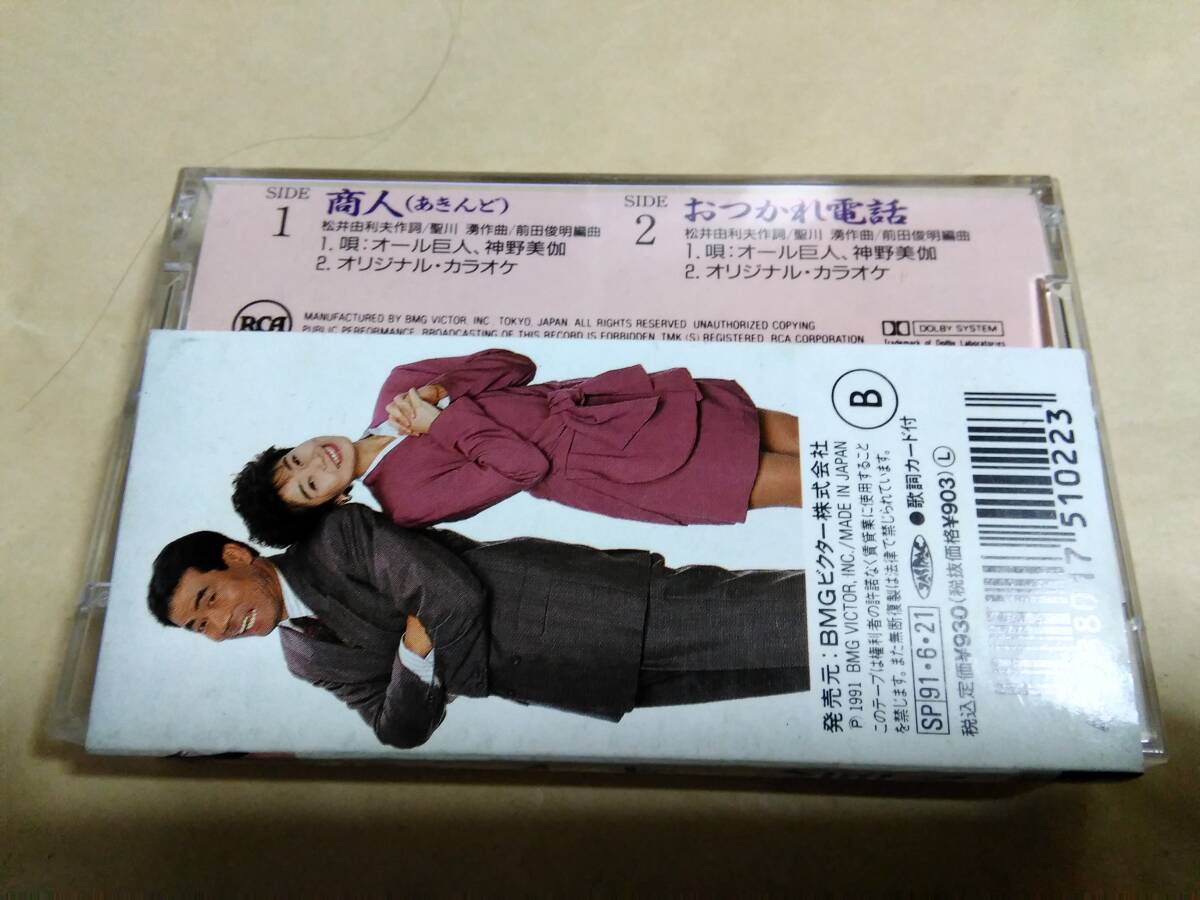 SIDE 1
商人(あきんど)
松井由利夫作詞/聖川 湧作曲/前田俊明編曲
1. 唄:オール巨人、神野美伽
2. オリジナル・カラオケ
SIDE 2
おつかれ電話
松井由利夫作詞/聖川 湧作曲/前田俊明編曲
1. 唄:オール巨人、神野美伽
2. オリジナル・カラオケ
RCA
MANUFACTURED BY BMG VICTOR, INC., TOKYO, JAPAN. ALL RIGHTS RESERVED. UNAUTHORIZED COPYING
PUBLIC PERFORMANCE, BROADCASTING OF THIS RECORD IS FORBIDDEN. TMK (S) REGISTERED. RCA CORPORATION
DOLBY SYSTEM
Trademark of Dolby Laboratories
B
発売元:BMGビクター株式会社
Ⓟ 1991 BMG VICTOR, INC./MADE IN JAPAN
このテープは権利者の許諾なく賃貸業に使用すること
を禁じます。また無断複製は法律で禁じられています。
SP91・6・21 ●歌詞カード付
税込定価¥930(税抜価格¥903)Ⓛ
7510223